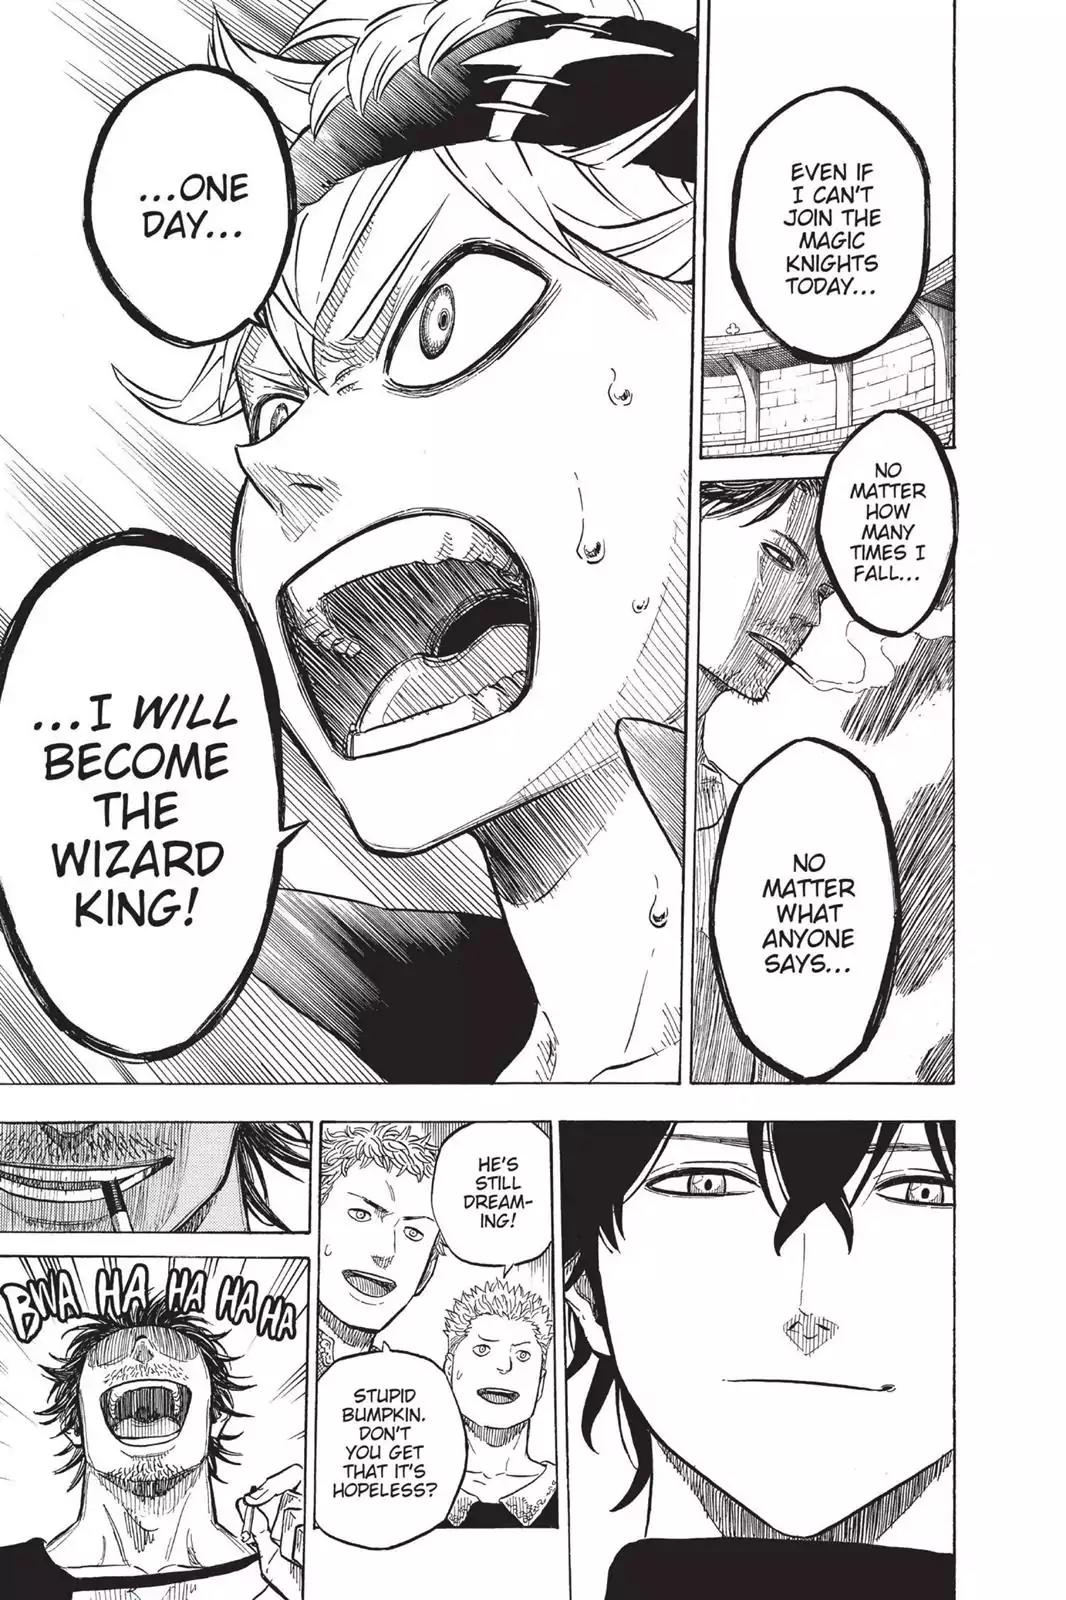 EVEN IF
I CAN'T
JOIN THE
MAGIC
KNIGHTS
TODAY...
NO
MATTER
HOW
MANY
TIMES I
FALL...
NO
MATTER
WHAT
ANYONE
SAYS...
...ONE
DAY...
...I WILL
BECOME
THE
WIZARD
KING!
HE'S
STILL
DREAM-
ING!
STUPID
BUMPKIN.
DON'T
YOU GET
THAT IT'S
HOPELESS?
BWA HA HA HA HA